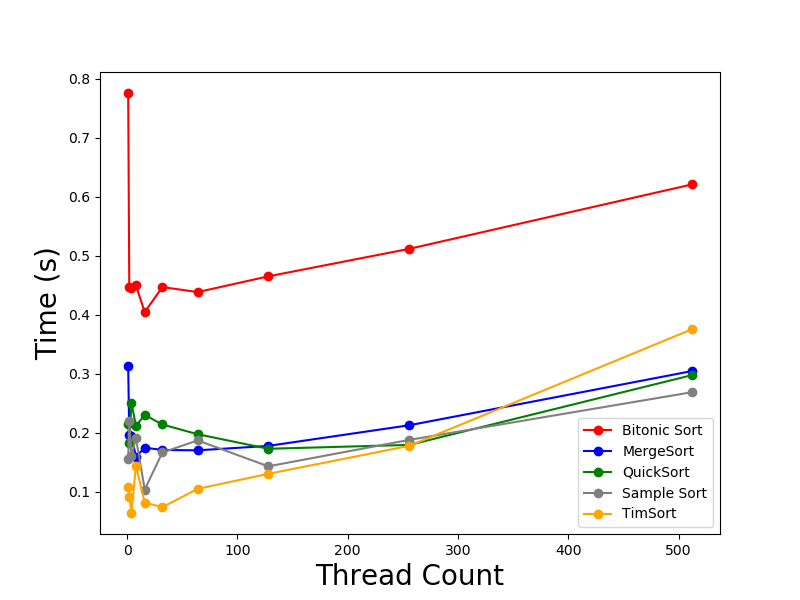 0.8
0.7
0.6
0.5
0.4
0.3
0.2
0.1
Time (s)
0 100 200 300 400 500
Thread Count
Bitonic Sort
MergeSort
QuickSort
Sample Sort
TimSort